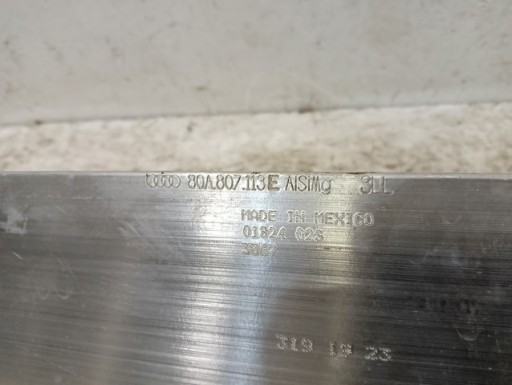 80A.807.113 E AlSiMg 3LL
MADE IN MEXICO
01824 023
319 19 23